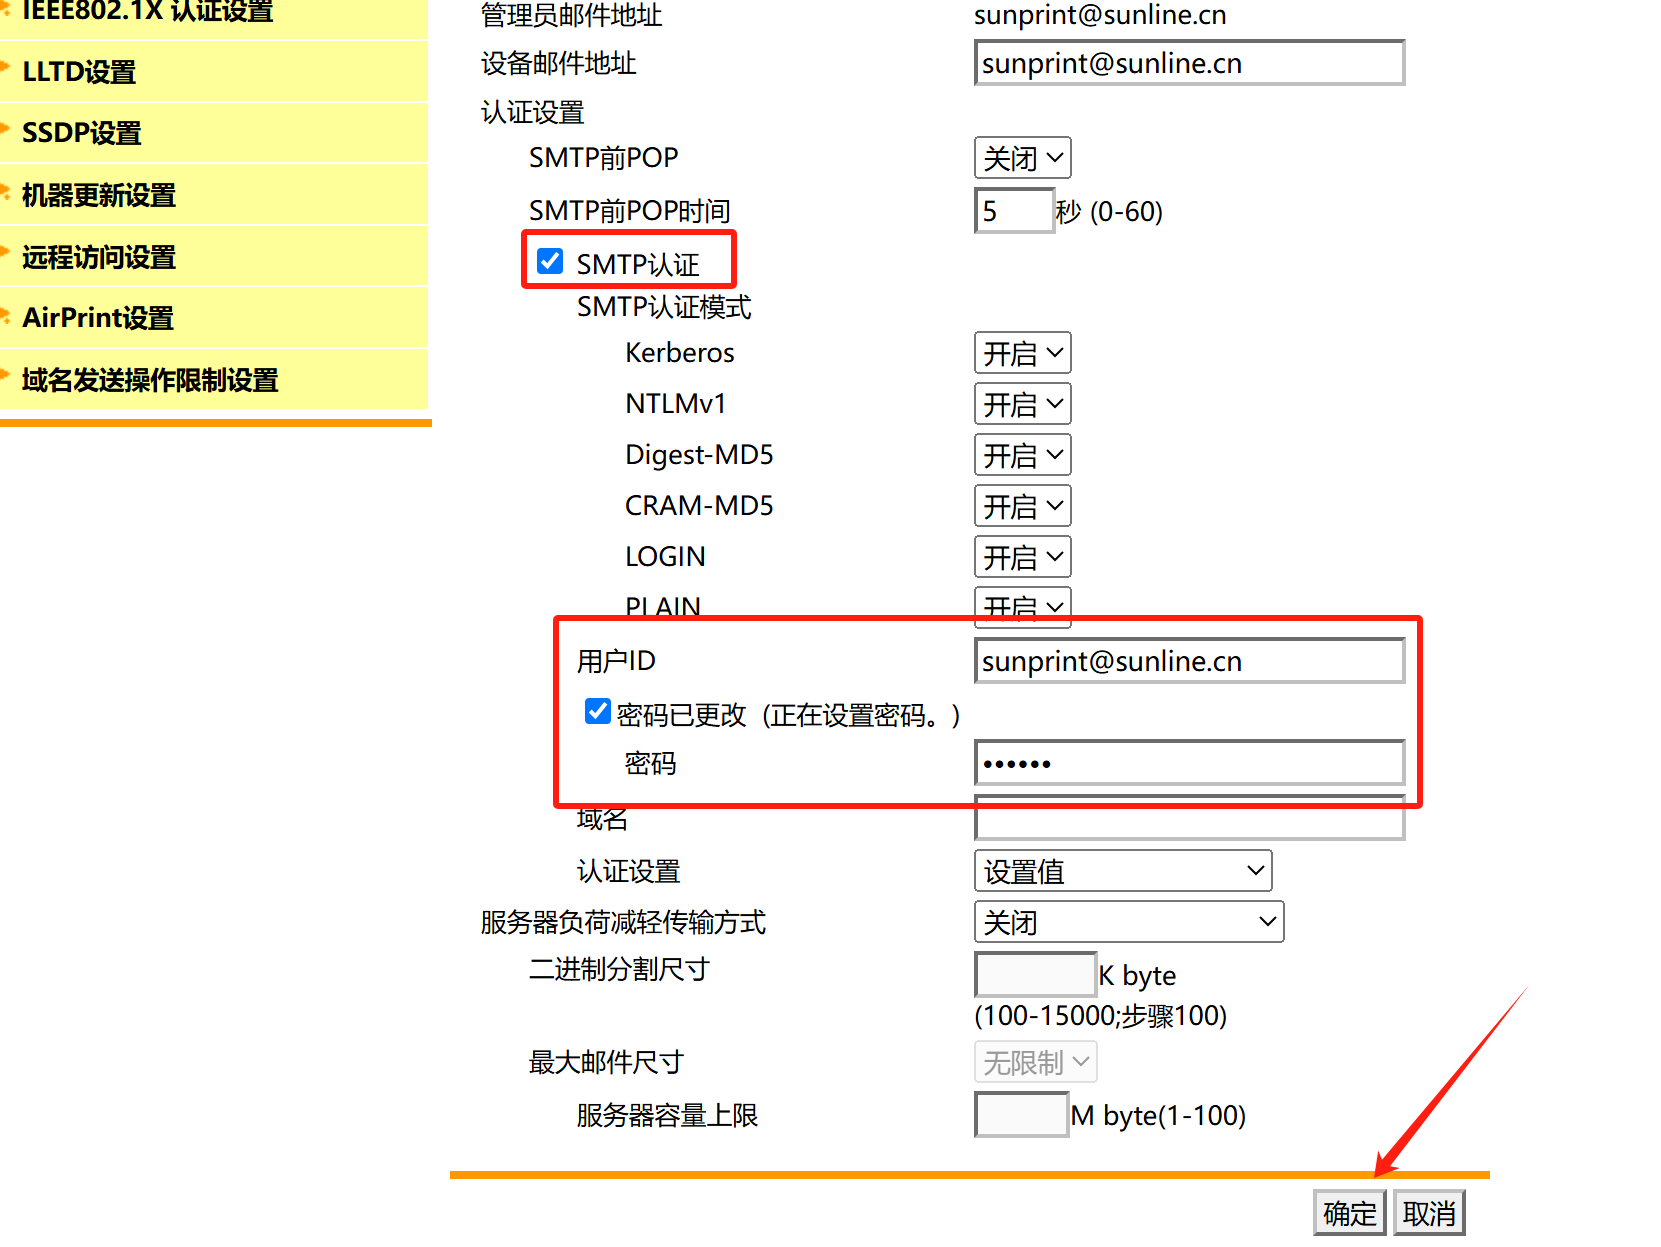 IEEE802.1X 认证设置
LLTD设置
SSDP设置
机器更新设置
远程访问设置
AirPrint设置
域名发送操作限制设置
管理员邮件地址 sunprint@sunline.cn
设备邮件地址 sunprint@sunline.cn
认证设置
SMTP前POP 关闭
SMTP前POP时间 5 秒 (0-60)
SMTP认证
SMTP认证模式
Kerberos 开启
NTLMv1 开启
Digest-MD5 开启
CRAM-MD5 开启
LOGIN 开启
PLAIN 开启
用户ID sunprint@sunline.cn
密码已更改（正在设置密码。）
密码 ••••••
域名
认证设置 设置值
服务器负荷减轻传输方式 关闭
二进制分割尺寸 K byte
(100-15000;步骤100)
最大邮件尺寸 无限制
服务器容量上限 M byte(1-100)
确定 取消